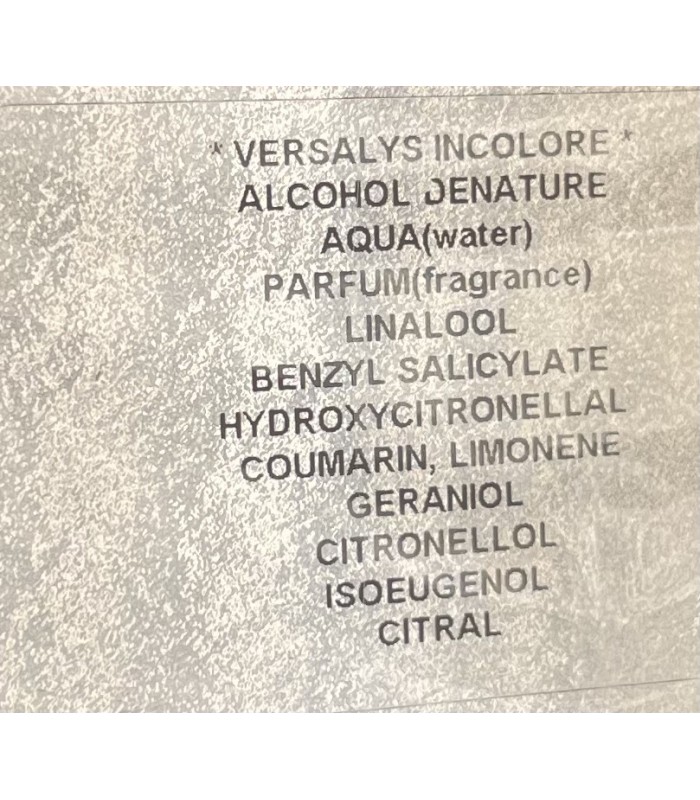 * VERSALYS INCOLORE *
ALCOHOL DENATURE
AQUA(water)
PARFUM(fragrance)
LINALOOL
BENZYL SALICYLATE
HYDROXYCITRONELLAL
COUMARIN, LIMONENE
GERANIOL
CITRONELLOL
ISOEUGENOL
CITRAL